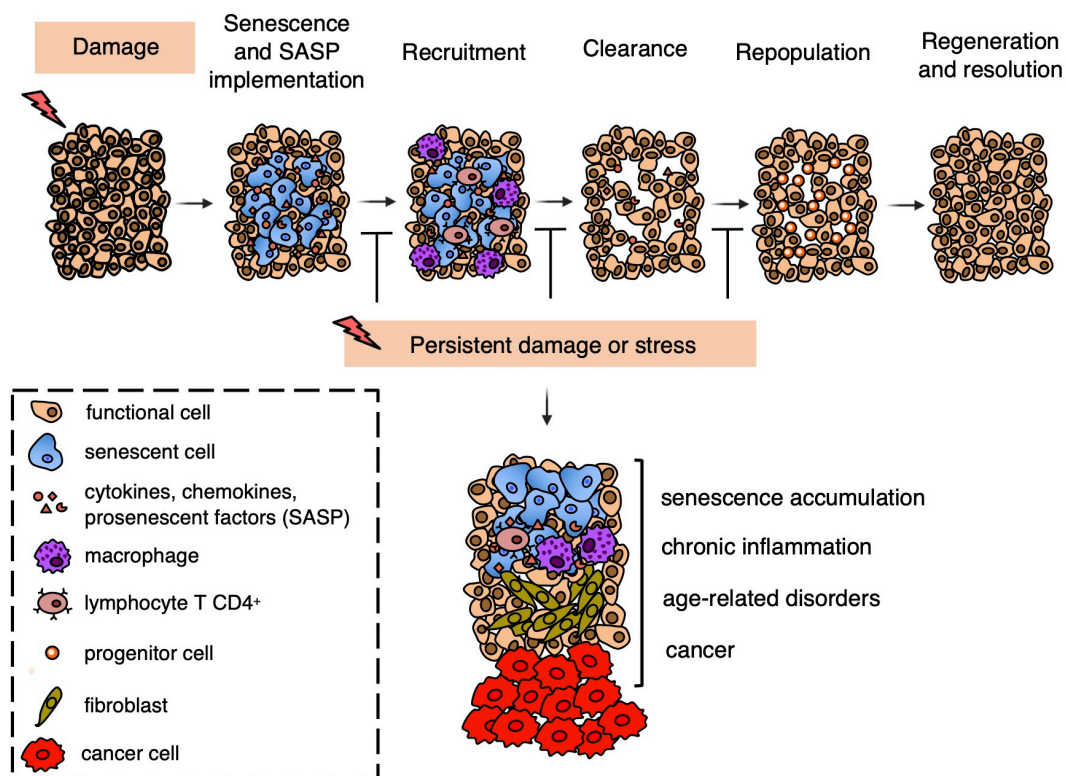 Damage
Senescence
and SASP
implementation
Recruitment
Clearance
Repopulation
Regeneration
and resolution
Persistent damage or stress
functional cell
senescent cell
cytokines, chemokines,
prosenescent factors (SASP)
macrophage
lymphocyte T CD4⁺
progenitor cell
fibroblast
cancer cell
senescence accumulation
chronic inflammation
age-related disorders
cancer